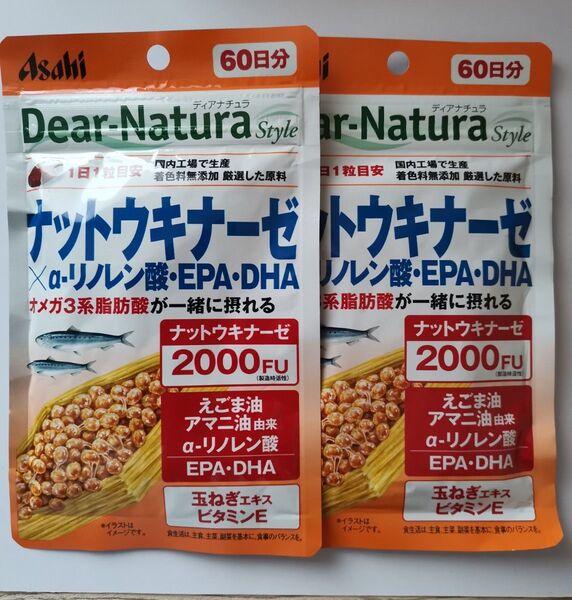 Asahi
60日分
ディアナチュラ
Dear-Natura Style
1日1粒目安
国内工場で生産
着色料無添加 厳選した原料
ナットウキナーゼ
×α-リノレン酸・EPA・DHA
オメガ3系脂肪酸が一緒に摂れる
ナットウキナーゼ
2000FU
(製造時活性)
えごま油
アマニ油由来
α-リノレン酸
EPA・DHA
玉ねぎエキス
ビタミンE
※イラストは
イメージです。
食生活は、主食、主菜、副菜を基本に、食事のバランスを。
ahi
60日分
ディアナチュラ
ar-Natura Style
日1粒目安
国内工場で生産
着色料無添加 厳選した原料
トウキナーゼ
リノレン酸・EPA・DHA
3系脂肪酸が一緒に摂れる
ナットウキナーゼ
2000FU
(製造時活性)
えごま油
アマニ油由来
α-リノレン酸
EPA・DHA
玉ねぎエキス
ビタミンE
※イラストは
イメージです。
食生活は、主食、主菜、副菜を基本に、食事のバランスを。